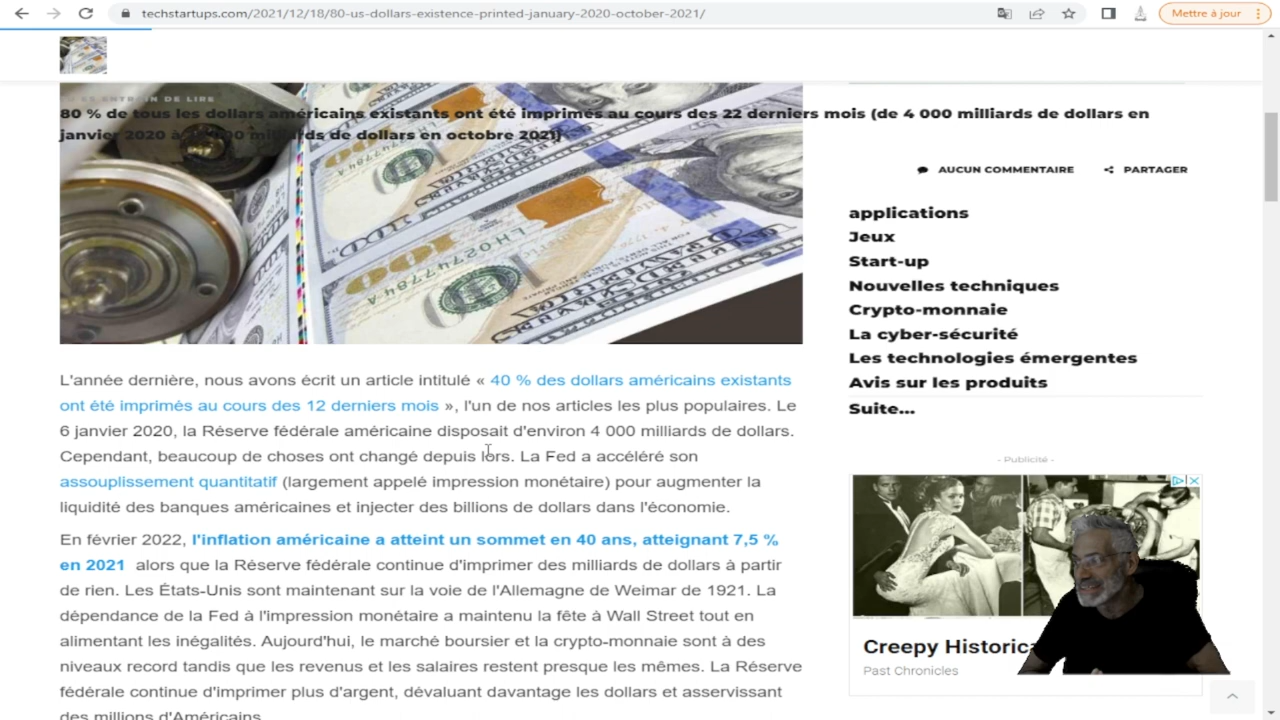 techstartups.com/2021/12/18/80-us-dollars-existence-printed-january-2020-october-2021/
Mettre à jour
DE LIRE
80 % de tous les dollars américains existants ont été imprimés au cours des 22 derniers mois (de 4 000 milliards de dollars en
janvier 2020 à 000 milliards de dollars en octobre 2021)
AUCUN COMMENTAIRE
PARTAGER
L'année dernière, nous avons écrit un article intitulé « 40 % des dollars américains existants
ont été imprimés au cours des 12 derniers mois », l'un de nos articles les plus populaires. Le
6 janvier 2020, la Réserve fédérale américaine disposait d'environ 4 000 milliards de dollars.
Cependant, beaucoup de choses ont changé depuis lors. La Fed a accéléré son
assouplissement quantitatif (largement appelé impression monétaire) pour augmenter la
liquidité des banques américaines et injecter des billions de dollars dans l'économie.
En février 2022, l'inflation américaine a atteint un sommet en 40 ans, atteignant 7,5 %
en 2021 alors que la Réserve fédérale continue d'imprimer des milliards de dollars à partir
de rien. Les États-Unis sont maintenant sur la voie de l'Allemagne de Weimar de 1921. La
dépendance de la Fed à l'impression monétaire a maintenu la fête à Wall Street tout en
alimentant les inégalités. Aujourd'hui, le marché boursier et la crypto-monnaie sont à des
niveaux record tandis que les revenus et les salaires restent presque les mêmes. La Réserve
fédérale continue d'imprimer plus d'argent, dévaluant davantage les dollars et asservissant
des millions d'Américains.
applications
Jeux
Start-up
Nouvelles techniques
Crypto-monnaie
La cyber-sécurité
Les technologies émergentes
Avis sur les produits
Suite...
- Publicité -
Creepy Historica
Past Chronicles
LH0277484
100
100